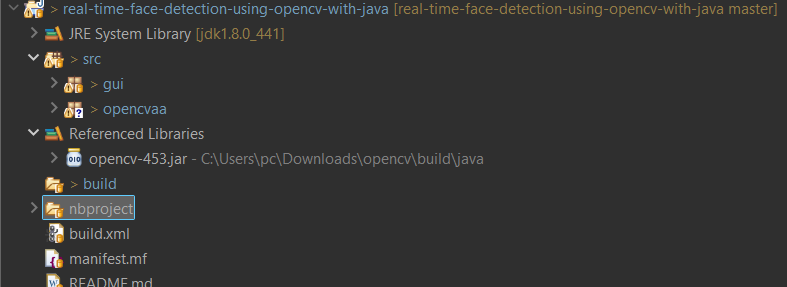 > real-time-face-detection-using-opencv-with-java [real-time-face-detection-using-opencv-with-java master]
JRE System Library [jdk1.8.0_441]
> src
> gui
> opencvaa
Referenced Libraries
opencv-453.jar - C:\Users\pc\Downloads\opencv\build\java
> build
nbproject
build.xml
manifest.mf
README.md